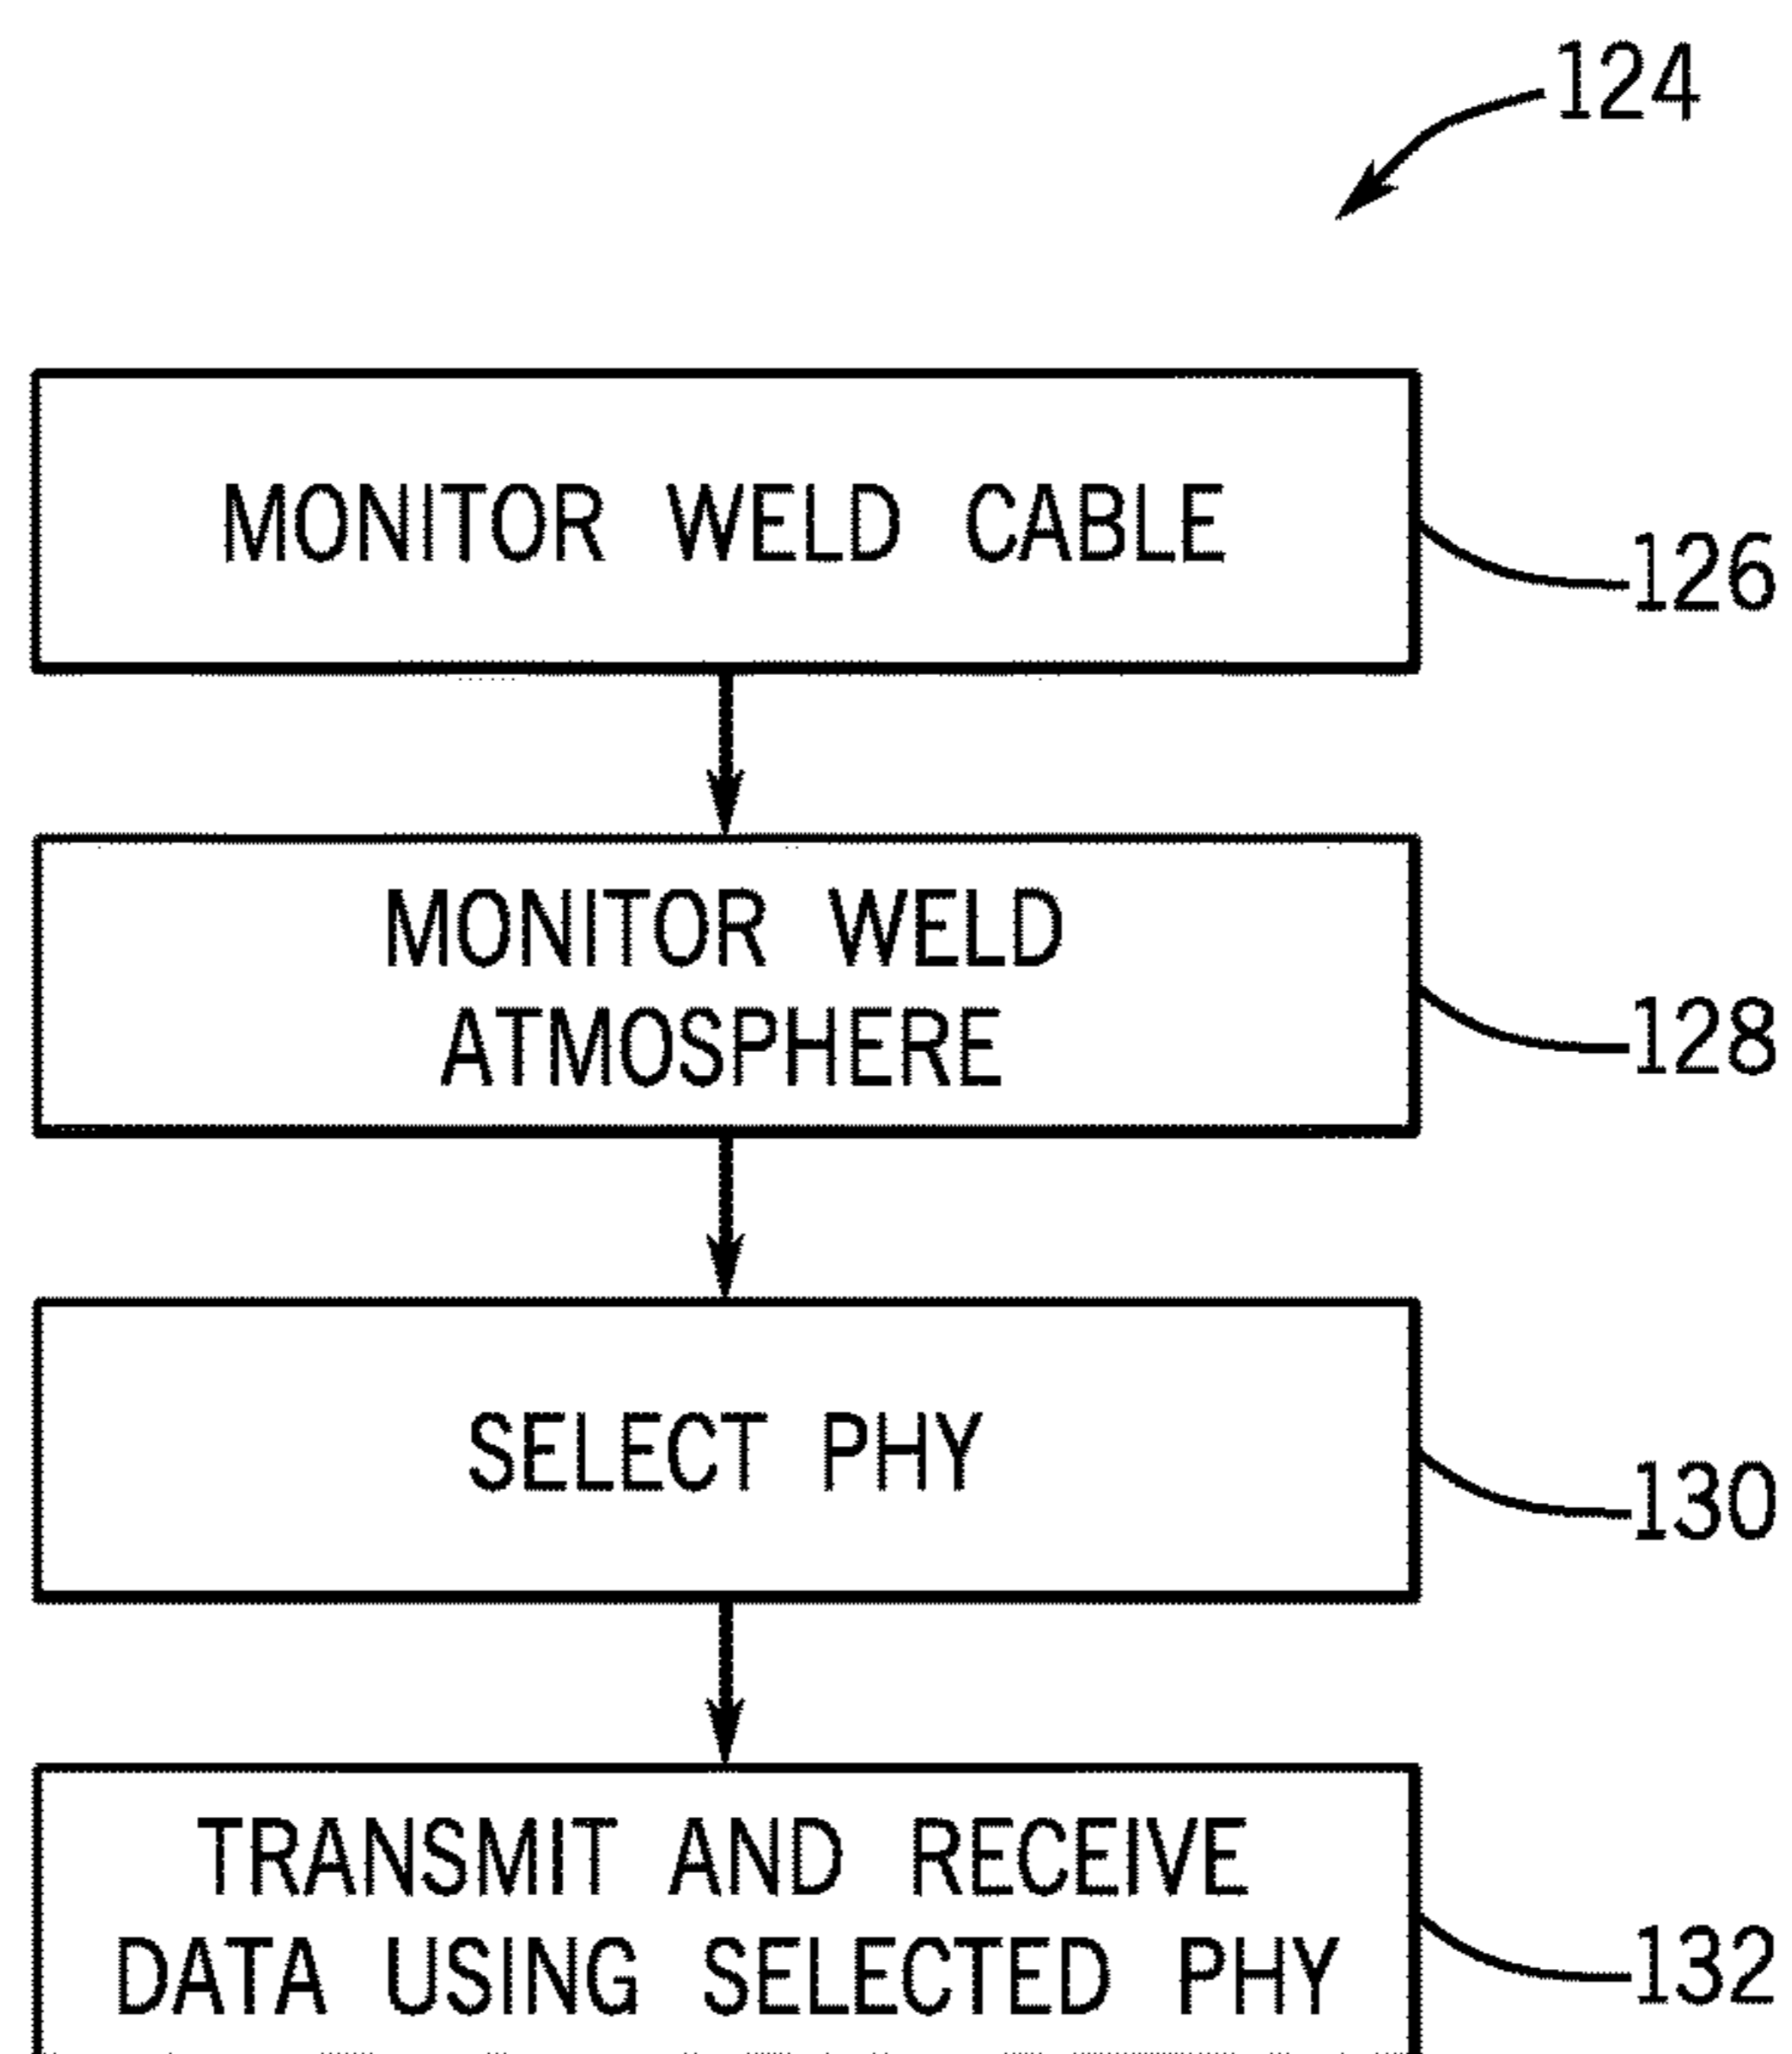 124
MONITOR WELD CABLE
126
MONITOR WELD
ATMOSPHERE
128
SELECT PHY
130
TRANSMIT AND RECEIVE
DATA USING SELECTED PHY
132